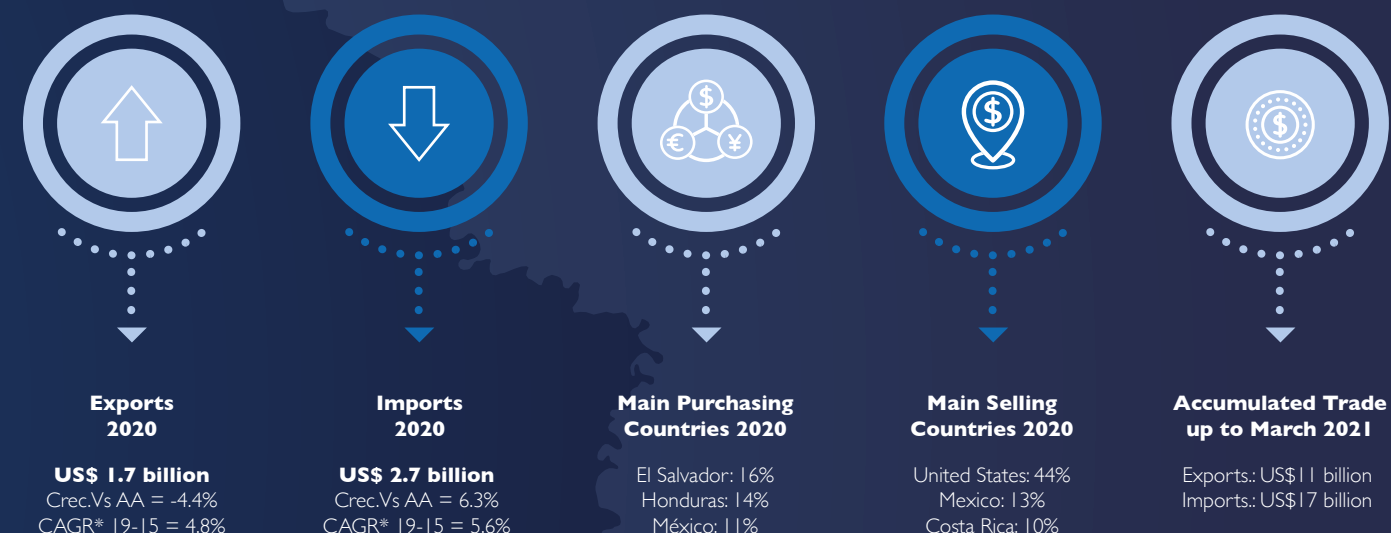 Exports
2020
US$ 1.7 billion
Crec.Vs AA = -4.4%
CAGR* 19-15 = 4.8%
Imports
2020
US$ 2.7 billion
Crec.Vs AA = 6.3%
CAGR* 19-15 = 5.6%
$
€ ¥
Main Purchasing
Countries 2020
El Salvador: 16%
Honduras: 14%
México: 11%
$
Main Selling
Countries 2020
United States: 44%
Mexico: 13%
Costa Rica: 10%
$
Accumulated Trade
up to March 2021
Exports.: US$11 billion
Imports.: US$17 billion